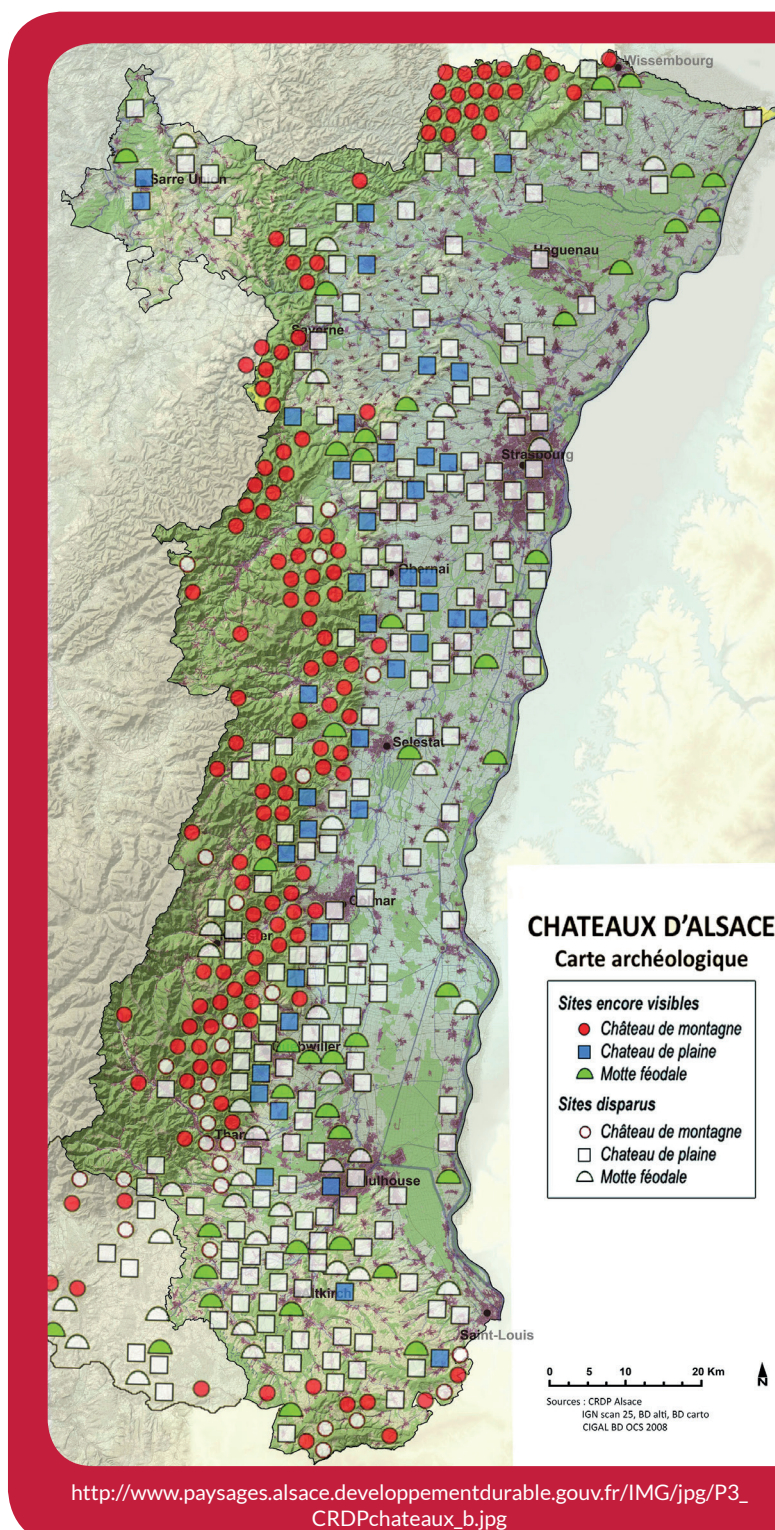 Wissembourg
Sarre Union
Haguenau
Saverne
Strasbourg
Obernai
Selestat
Colmar
Mulhouse
Saint-Louis
CHATEAUX D'ALSACE
Carte archéologique
Sites encore visibles
Château de montagne
Chateau de plaine
Motte féodale
Sites disparus
Château de montagne
Chateau de plaine
Motte féodale
0 5 10 20 Km
N
Sources : CRDP Alsace
IGN scan 25, BD alti, BD carto
CIGAL BD OCS 2008
http://www.paysages.alsace.developpementdurable.gouv.fr/IMG/jpg/P3_
CRDPchateaux_b.jpg